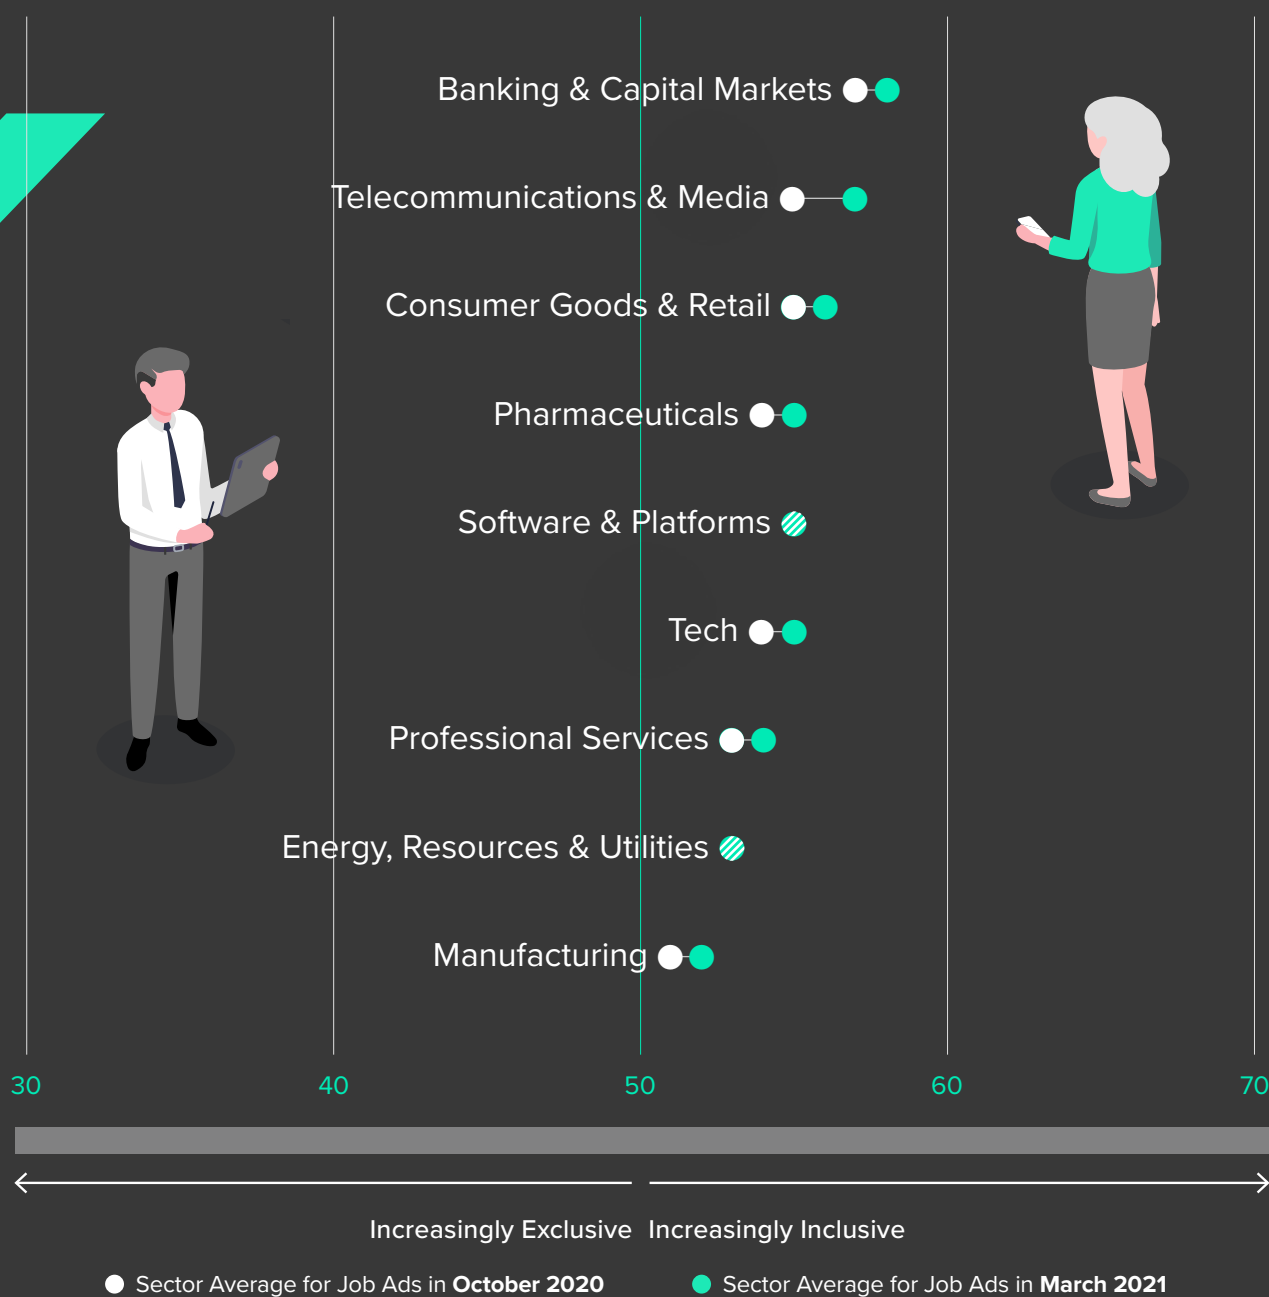 Banking & Capital Markets
Telecommunications & Media
Consumer Goods & Retail
Pharmaceuticals
Software & Platforms
Tech
Professional Services
Energy, Resources & Utilities
Manufacturing
30 40 50 60 70
Increasingly Exclusive Increasingly Inclusive
Sector Average for Job Ads in October 2020 Sector Average for Job Ads in March 2021